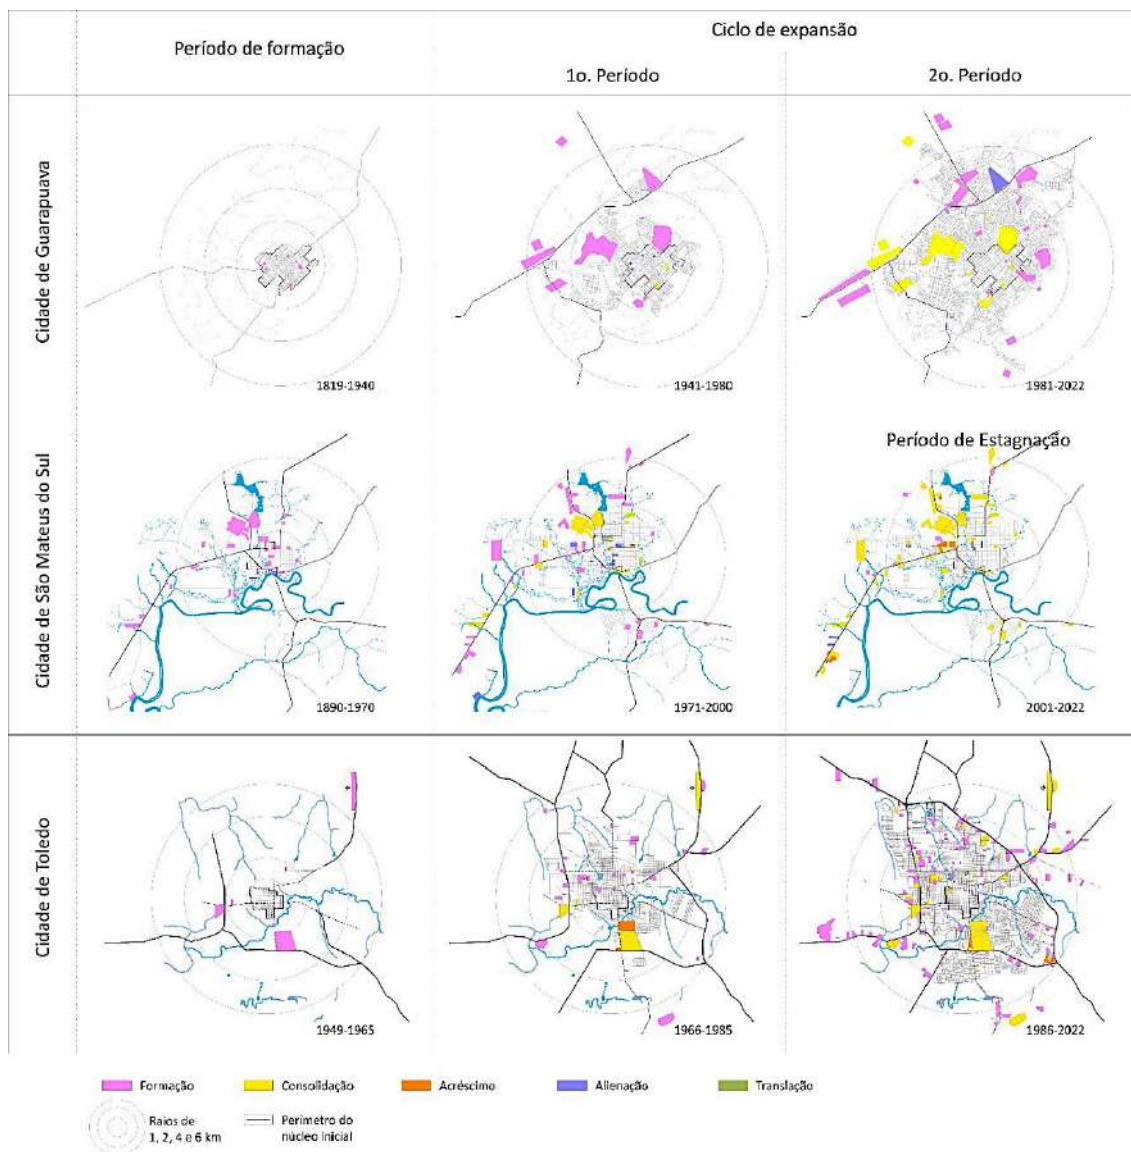 Período de formação
Ciclo de expansão
1o. Período
2o. Período
Cidade de Guarapuava
1819-1940
1941-1980
1981-2022
Cidade de São Mateus do Sul
Período de Estagnação
1890-1970
1971-2000
2001-2022
Cidade de Toledo
1949-1965
1966-1985
1986-2022
Formação
Consolidação
Acréscimo
Alienação
Translação
Raios de
1, 2, 4 e 6 km
Perímetro do
núcleo inicial